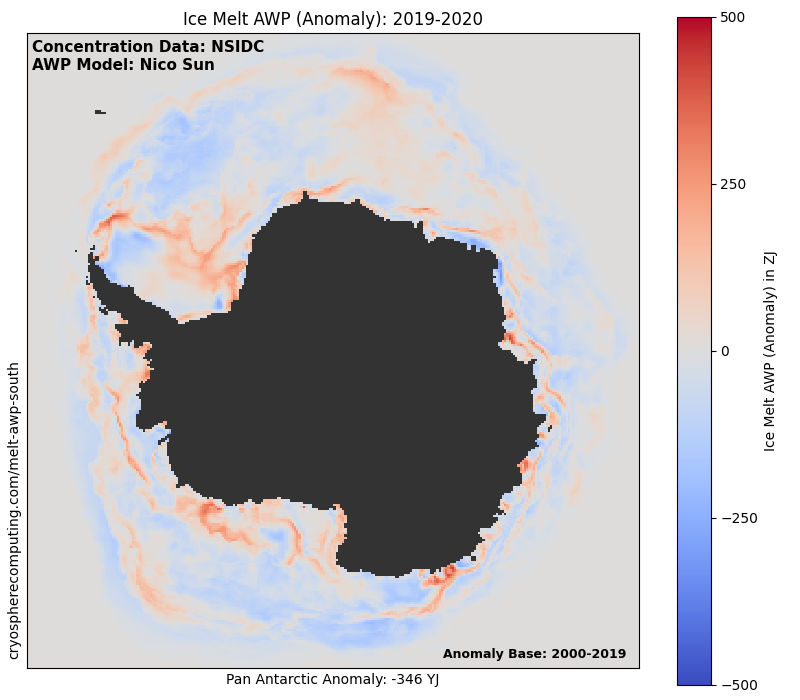 Ice Melt AWP (Anomaly): 2019-2020
Concentration Data: NSIDC
AWP Model: Nico Sun
cryospherecomputing.com/melt-awp-south
Anomaly Base: 2000-2019
Pan Antarctic Anomaly: -346 YJ
500
250
0
−250
−500
Ice Melt AWP (Anomaly) in ZJ